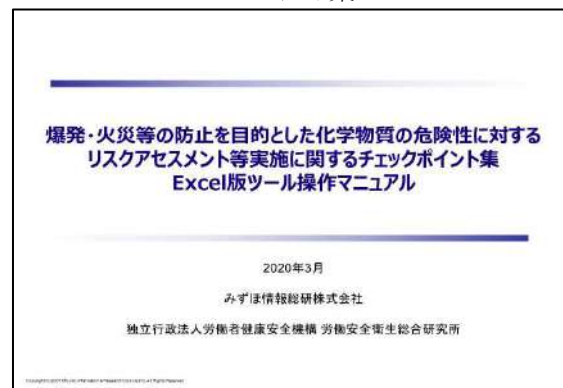 爆発・火災等の防止を目的とした化学物質の危険性に対する
リスクアセスメント等実施に関するチェックポイント集
Excel版ツール操作マニュアル
2020年3月
みずほ情報総研株式会社
独立行政法人労働者健康安全機構 労働安全衛生総合研究所